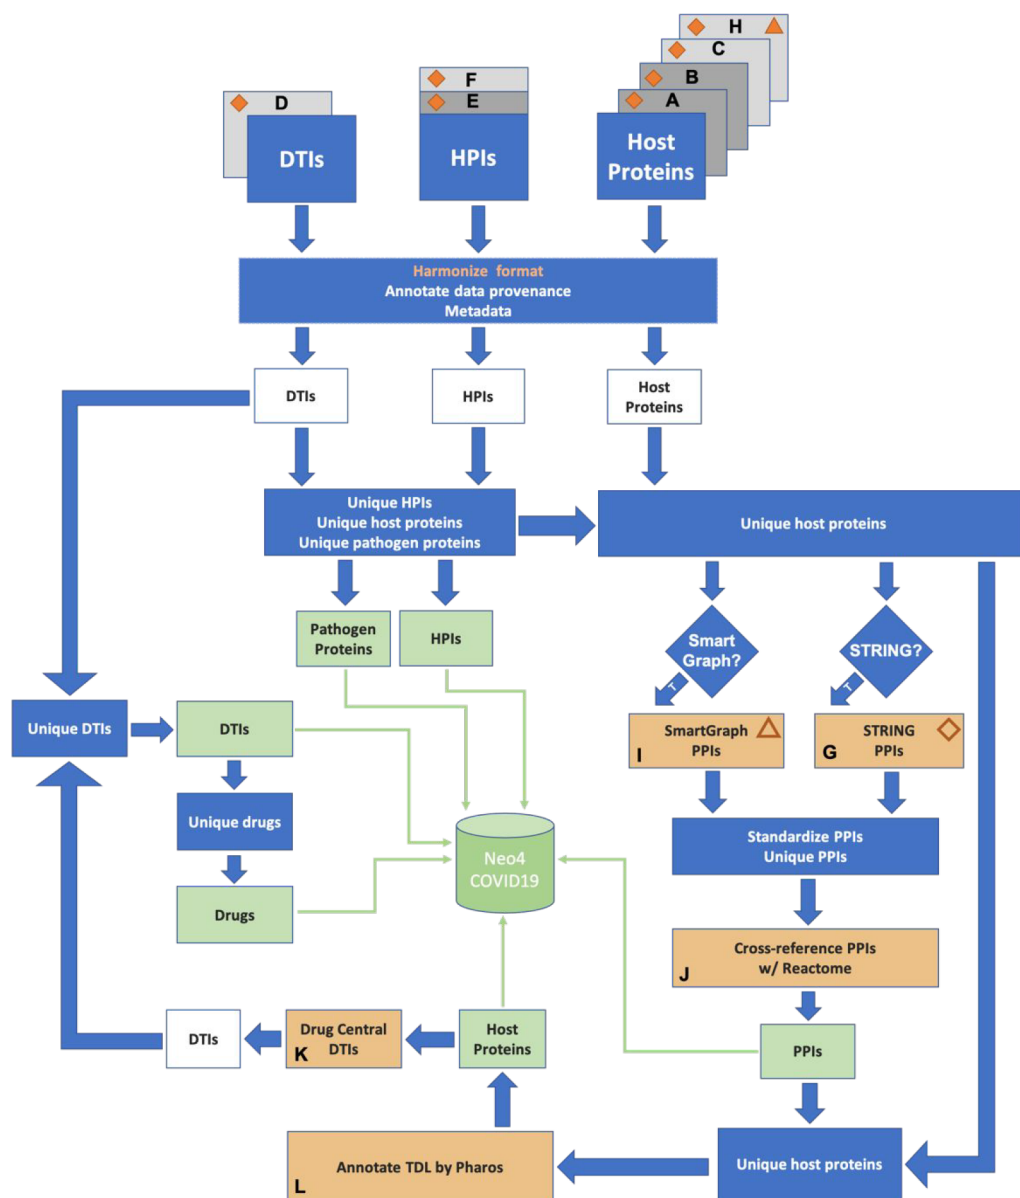 H
C
F
B
D
E
A
DTIs
HPIs
Host
Proteins
Harmonize format
Annotate data provenance
Metadata
DTIs
HPIs
Host
Proteins
Unique HPIs
Unique host proteins
Unique pathogen proteins
Unique host proteins
Pathogen
Proteins
HPIs
Smart
Graph?
STRING?
T
T
Unique DTIs
DTIs
SmartGraph
PPIs
I
STRING
PPIs
G
Unique drugs
Neo4
COVID19
Standardize PPIs
Unique PPIs
Drugs
Cross-reference PPIs
w/ Reactome
J
DTIs
Drug Central
DTIs
K
Host
Proteins
PPIs
Annotate TDL by Pharos
L
Unique host proteins